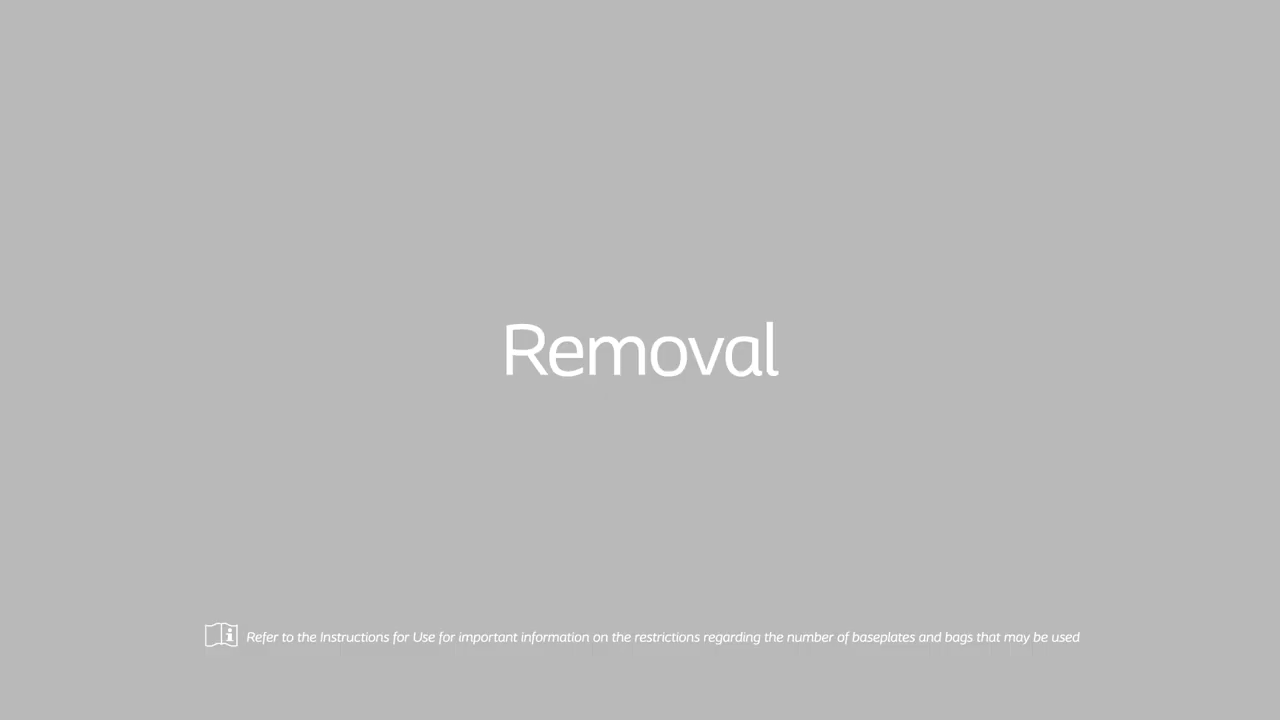 Removal
Refer to the Instructions for Use for important information on the restrictions regarding the number of baseplates and bags that may be used